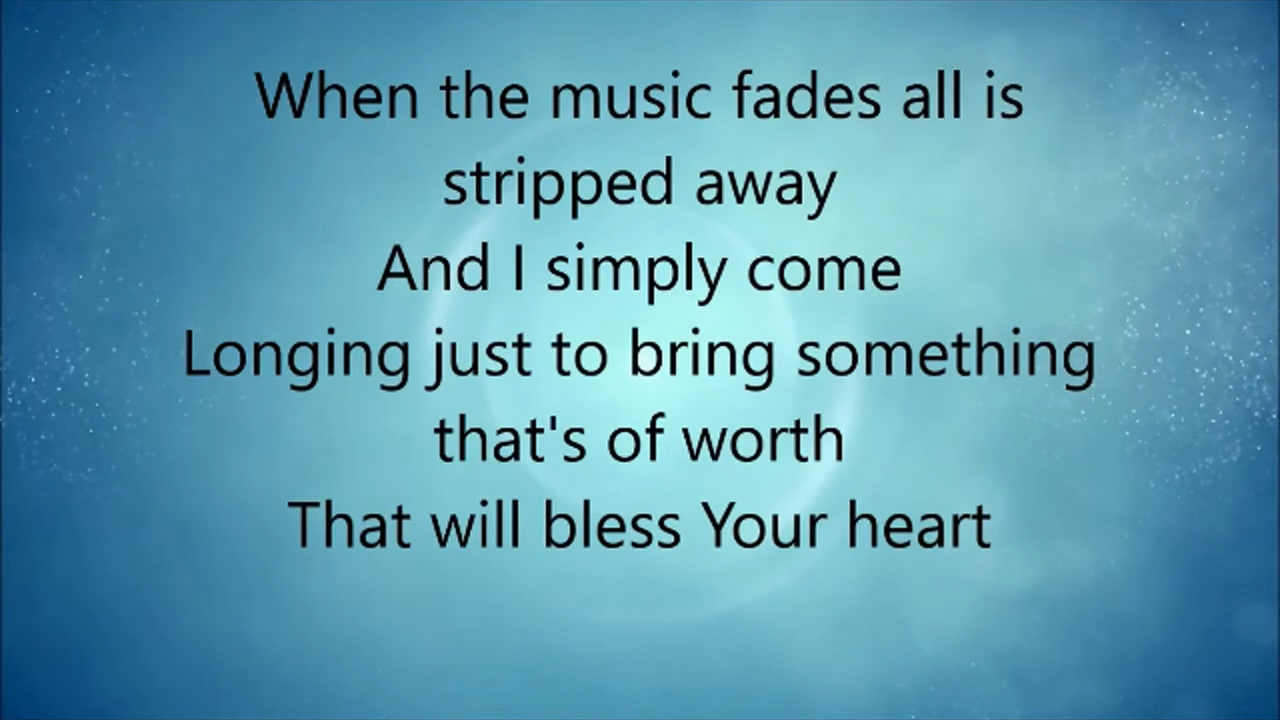 When the music fades all is
stripped away
And I simply come
Longing just to bring something
that's of worth
That will bless Your heart